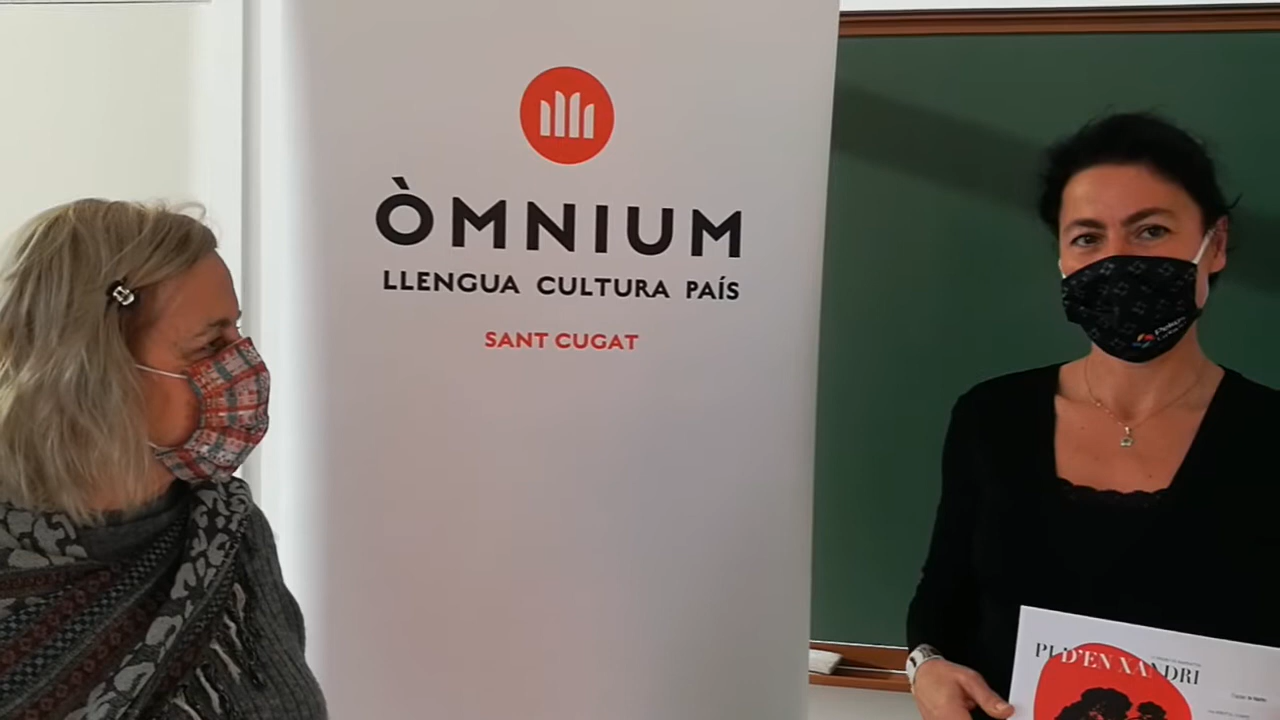 ÒMNIUM
LLENGUA CULTURA PAÍS
SANT CUGAT
PI D'EN XANDRI